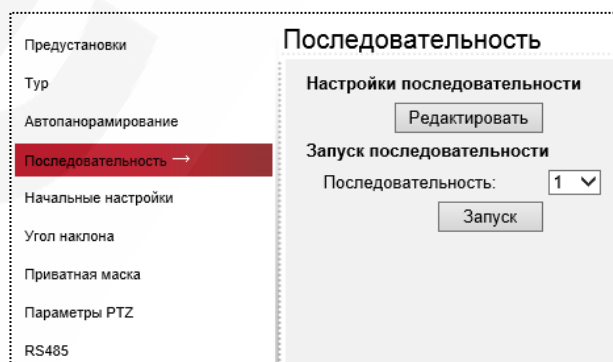 Предустановки
Тур
Автопанорамирование
Последовательность →
Начальные настройки
Угол наклона
Приватная маска
Параметры PTZ
RS485
Последовательность
Настройки последовательности
Редактировать
Запуск последовательности
Последовательность: 1
Запуск